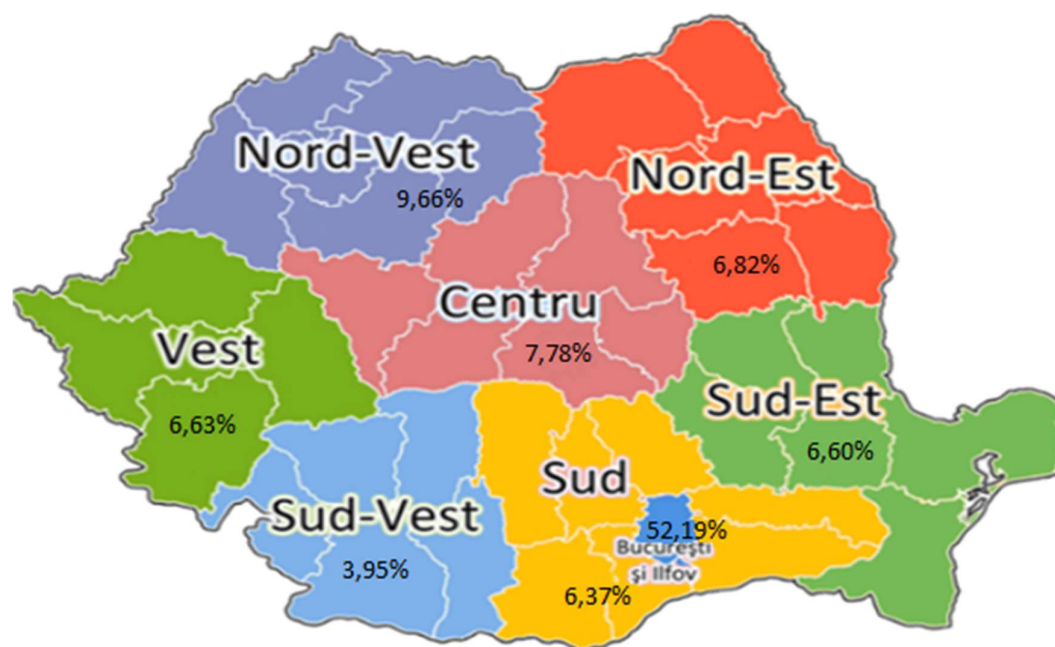 Nord-Vest
9,66%
Nord-Est
6,82%
Centru
7,78%
Vest
6,63%
Sud-Est
6,60%
Sud
6,37%
Sud-Vest
3,95%
52,19%
București
și Ilfov